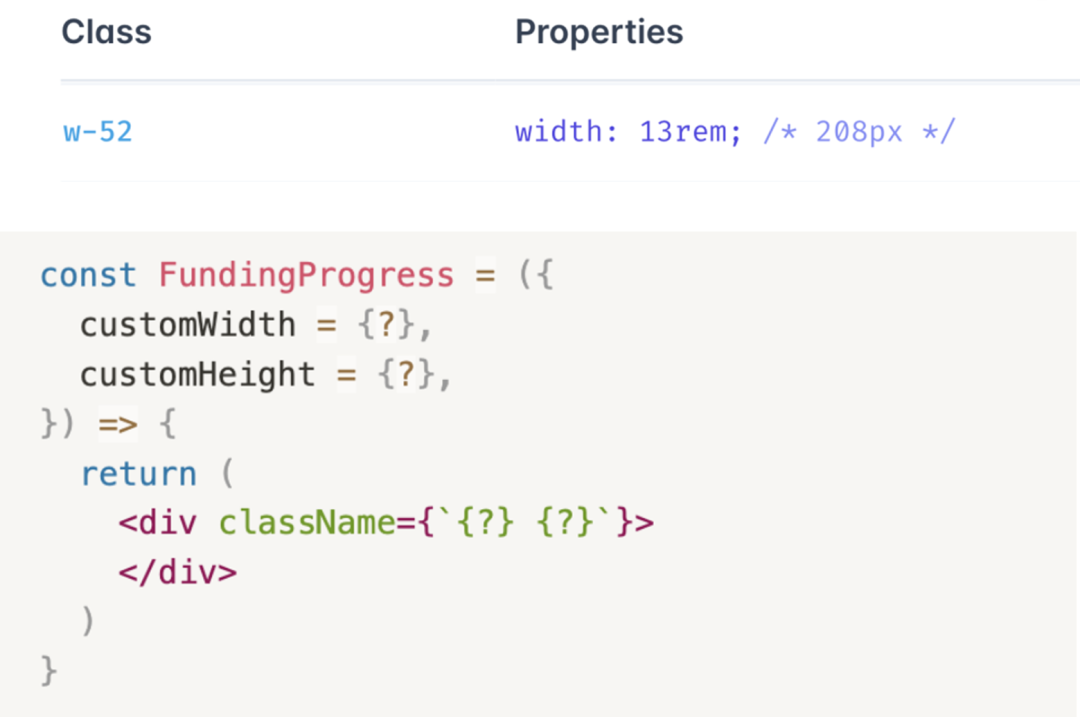 Class Properties
w-52 width: 13rem; /* 208px */
const FundingProgress = ({
customWidth = {?},
customHeight = {?},
}) => {
return (
<div className={`{?} {?}`}>
</div>
)
}